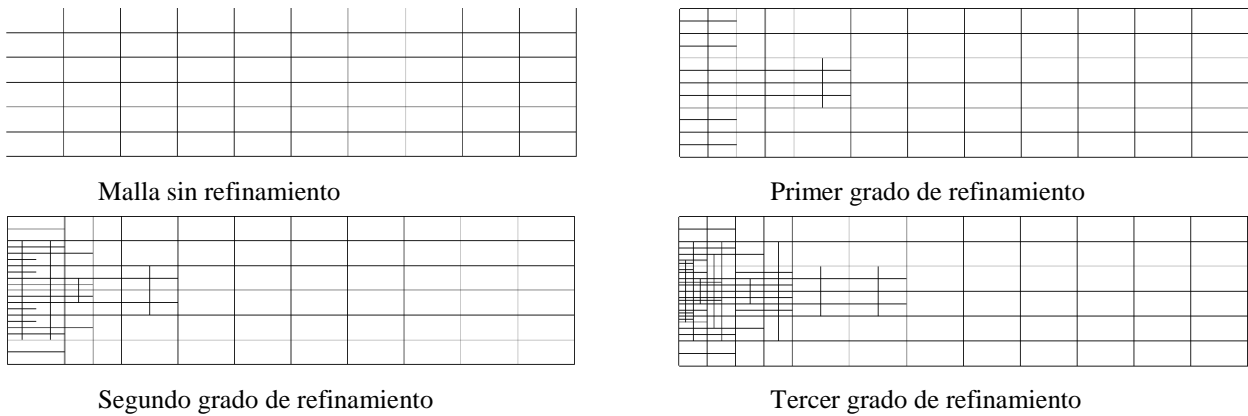 Malla sin refinamiento
Primer grado de refinamiento
Segundo grado de refinamiento
Tercer grado de refinamiento